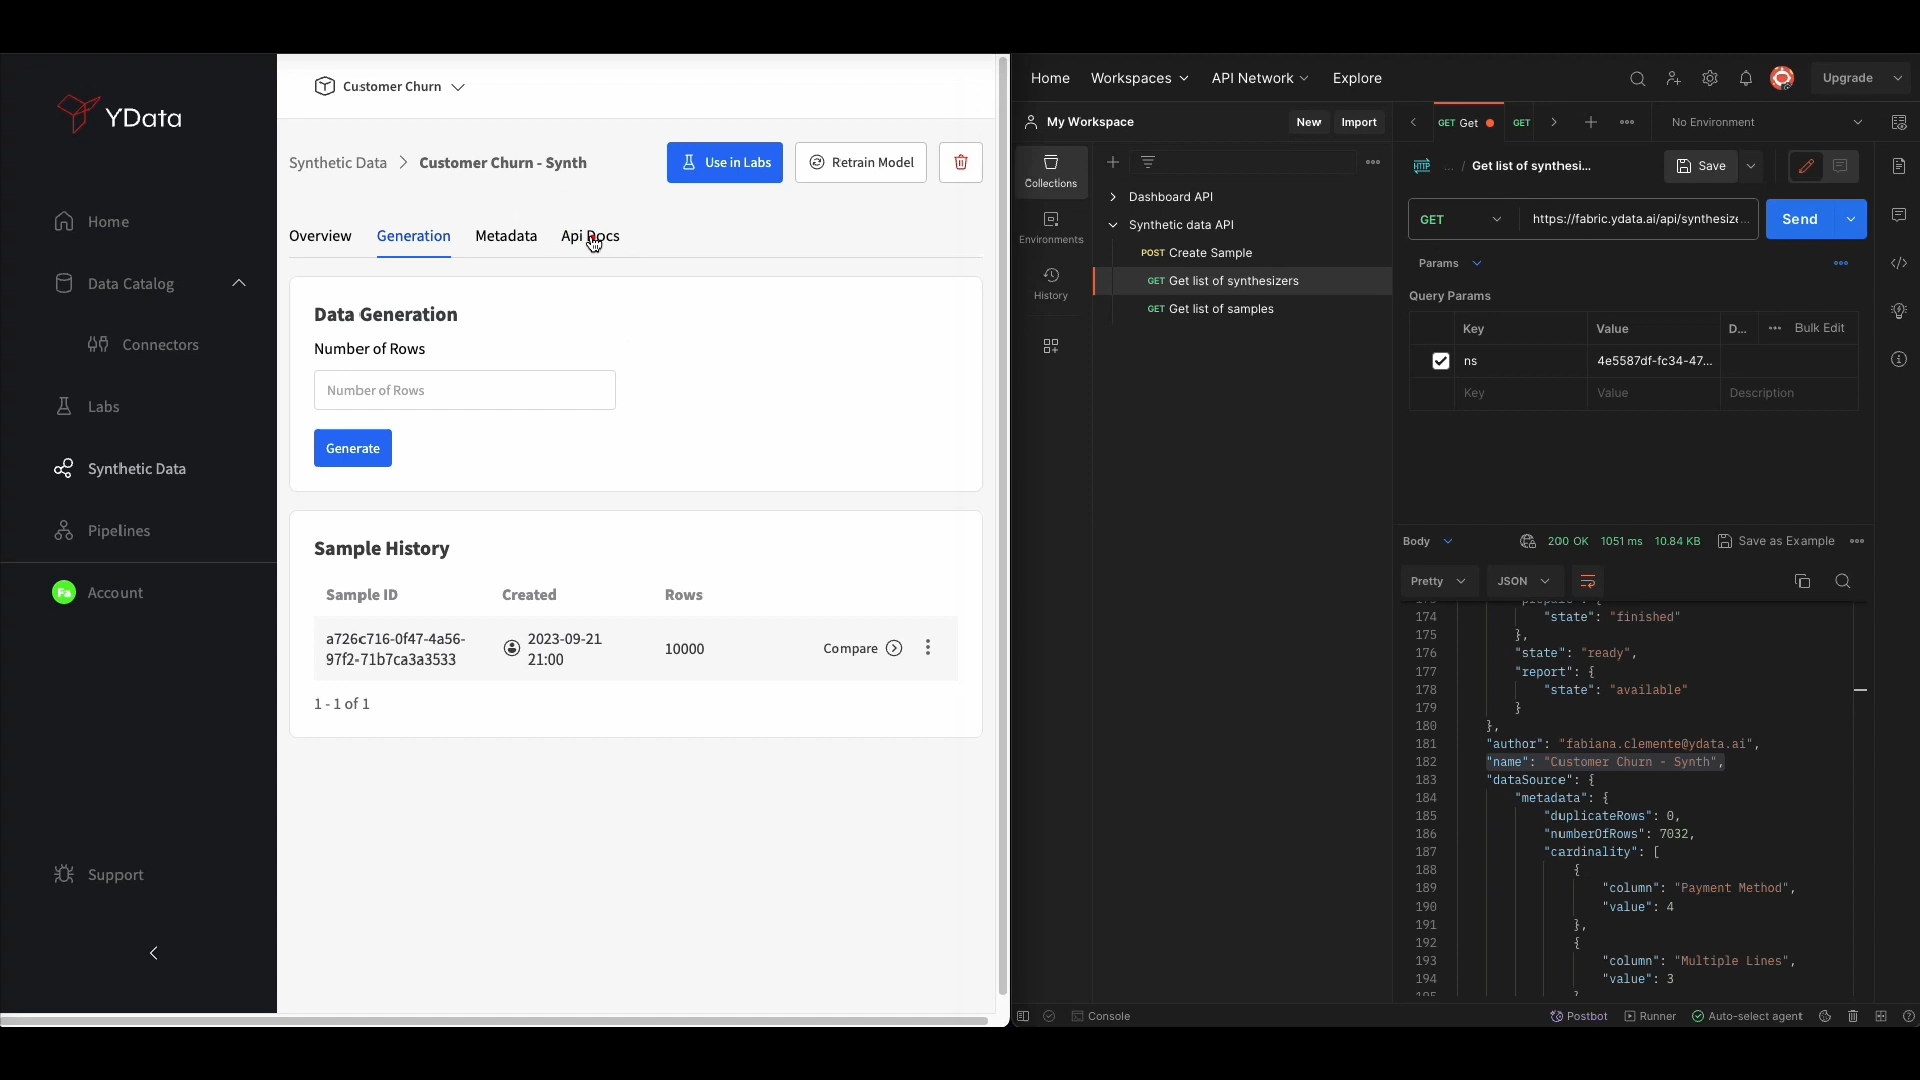 YData
Home
Data Catalog
Connectors
Labs
Synthetic Data
Pipelines
Fa
Account
Support
Customer Churn
Synthetic Data
Customer Churn - Synth
Use in Labs
Retrain Model
Overview
Generation
Metadata
Api Docs
Data Generation
Number of Rows
Number of Rows
Generate
Sample History
Sample ID Created Rows
a726c716-0f47-4a56-
97f2-71b7ca3a3533
2023-09-21
21:00
10000
Compare
1 - 1 of 1
Home Workspaces API Network Explore
Upgrade
My Workspace
New Import
Collections
Environments
History
Dashboard API
Synthetic data API
POST Create Sample
GET Get list of synthesizers
GET Get list of samples
GET Get
GET
No Environment
HTTP
... / Get list of synthesi...
Save
GET
https://fabric.ydata.ai/api/synthesize...
Send
Params
Query Params
Key Value D... Bulk Edit
ns 4e5587df-fc34-47...
Key Value Description
Body
200 OK 1051 ms 10.84 KB Save as Example
Pretty JSON
174 "state": "finished"
175 },
176 "state": "ready",
177 "report": {
178 "state": "available"
179 }
180 },
181 "author": "fabiana.clemente@ydata.ai",
182 "name": "Customer Churn - Synth",
183 "dataSource": {
184 "metadata": {
185 "duplicateRows": 0,
186 "numberOfRows": 7032,
187 "cardinality": [
188 {
189 "column": "Payment Method",
190 "value": 4
191 },
192 {
193 "column": "Multiple Lines",
194 "value": 3
Console
Postbot Runner Auto-select agent